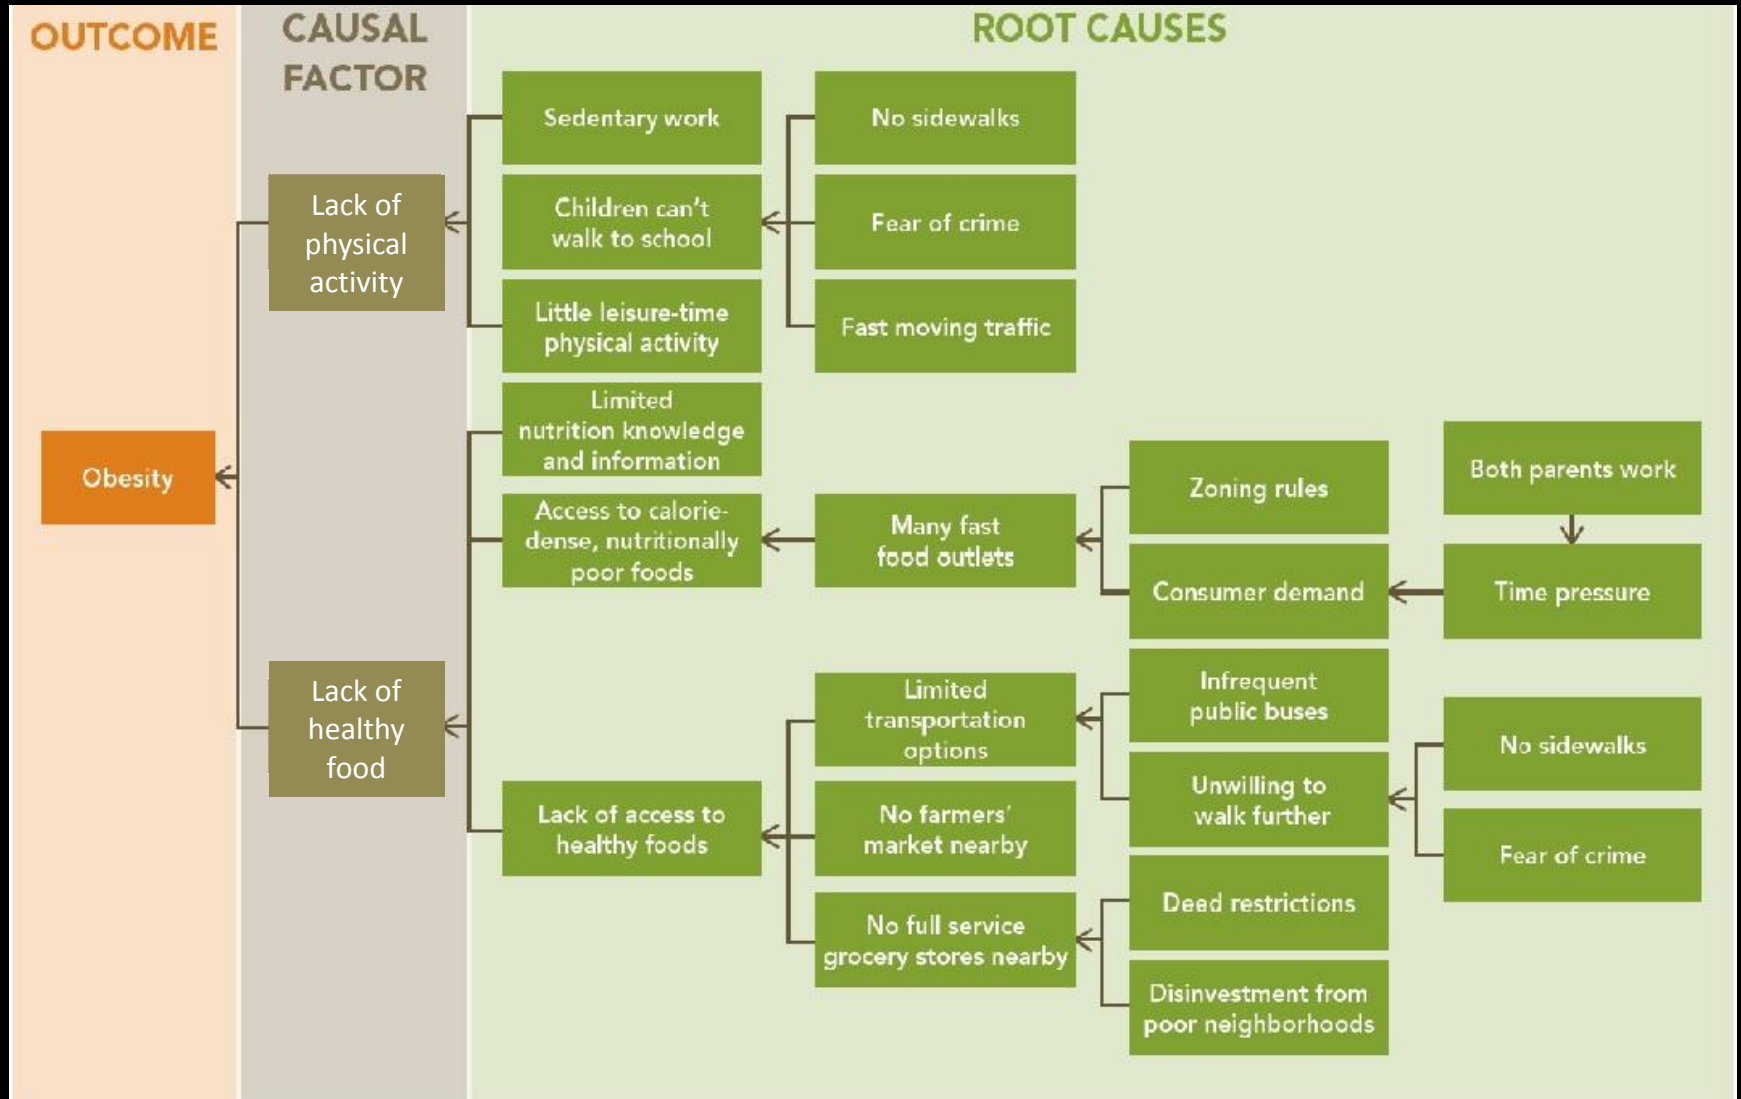 OUTCOME
CAUSAL
FACTOR
ROOT CAUSES
Sedentary work
No sidewalks
Lack of
physical
activity
Children can't
walk to school
Fear of crime
Little leisure-time
physical activity
Fast moving traffic
Limited
nutrition knowledge
and information
Obesity
Access to calorie-
dense, nutritionally
poor foods
Many fast
food outlets
Zoning rules
Both parents work
Consumer demand
Time pressure
Lack of
healthy
food
Limited
transportation
options
Infrequent
public buses
Unwilling to
walk further
No sidewalks
Fear of crime
Lack of access to
healthy foods
No farmers'
market nearby
No full service
grocery stores nearby
Deed restrictions
Disinvestment from
poor neighborhoods